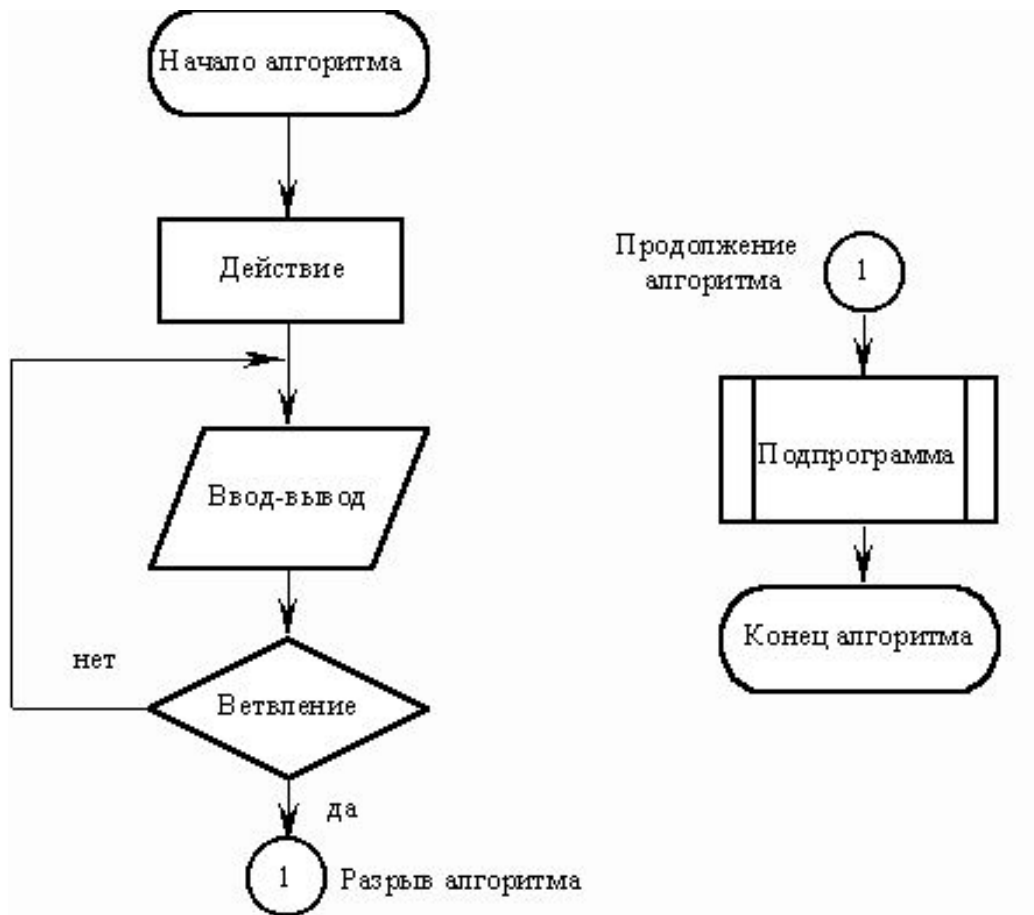 Начало алгоритма
Действие
Ввод-вывод
нет
Ветвление
да
1
Разрыв алгоритма
Продолжение
алгоритма
1
Подпрограмма
Конец алгоритма